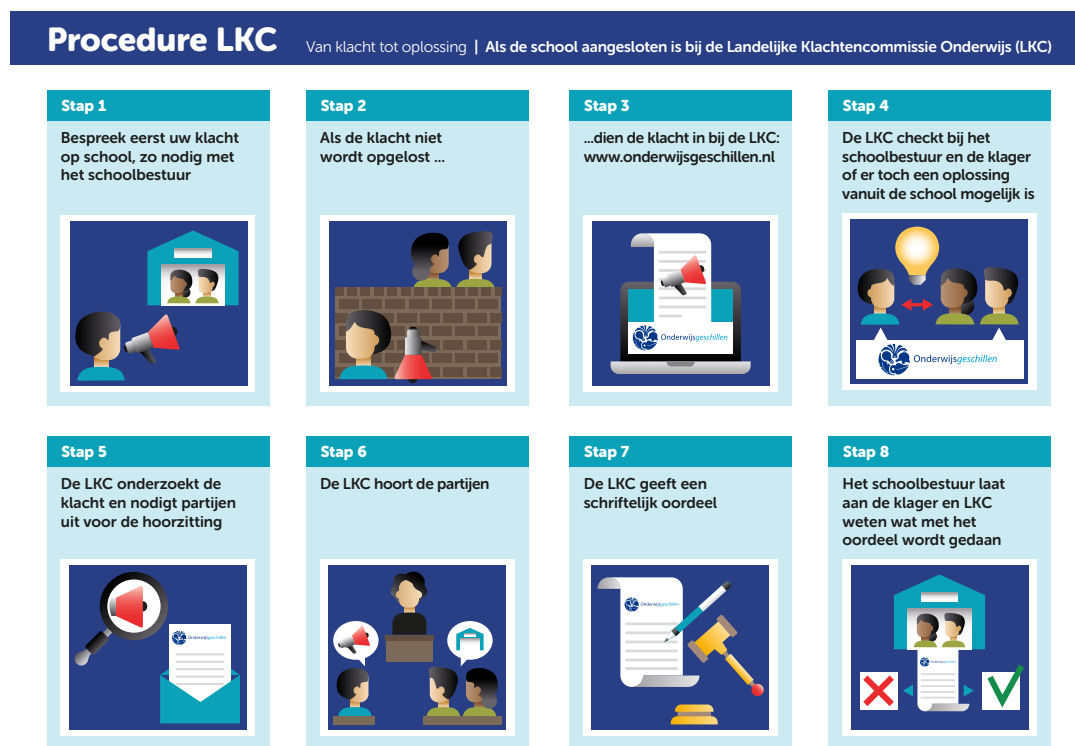 Procedure LKC Van klacht tot oplossing | Als de school aangesloten is bij de Landelijke Klachtencommissie Onderwijs (LKC)
Stap 1
Bespreek eerst uw klacht
op school, zo nodig met
het schoolbestuur
Stap 2
Als de klacht niet
wordt opgelost ...
Stap 3
...dien de klacht in bij de LKC:
www.onderwijsgeschillen.nl
Onderwijsgeschillen
Stap 4
De LKC checkt bij het
schoolbestuur en de klager
of er toch een oplossing
vanuit de school mogelijk is
Onderwijsgeschillen
Stap 5
De LKC onderzoekt de
klacht en nodigt partijen
uit voor de hoorzitting
Onderwijsgeschillen
Stap 6
De LKC hoort de partijen
Stap 7
De LKC geeft een
schriftelijk oordeel
Onderwijsgeschillen
Stap 8
Het schoolbestuur laat
aan de klager en LKC
weten wat met het
oordeel wordt gedaan
Onderwijsgeschillen